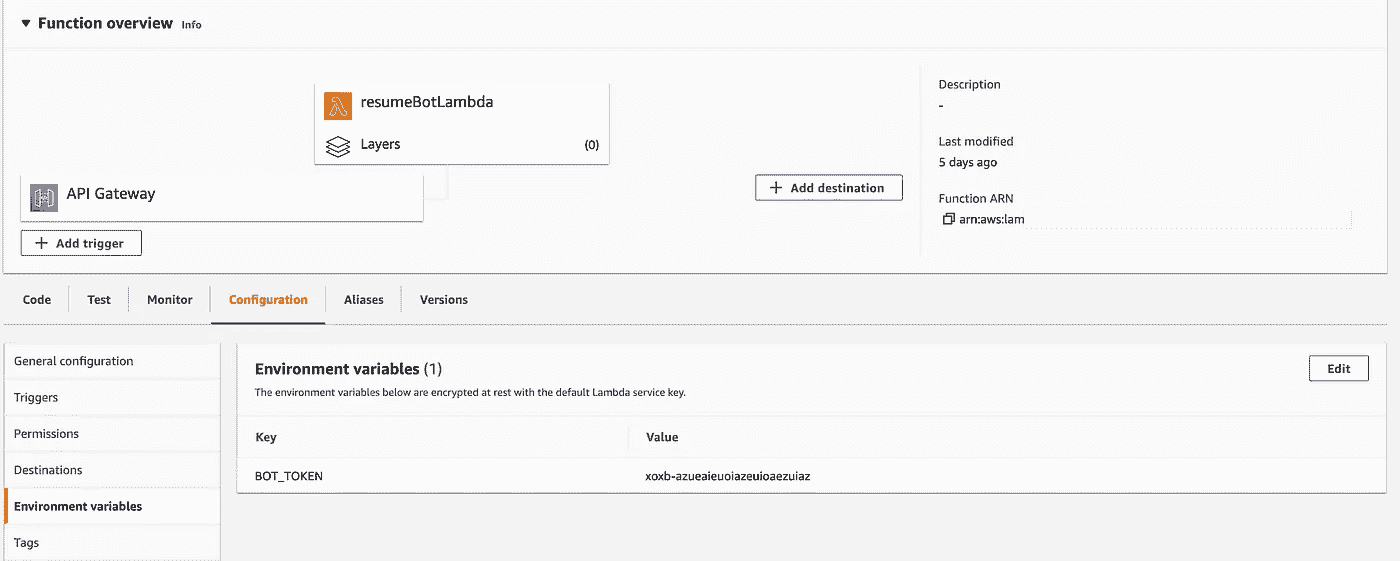 ▼ Function overview Info
resumeBotLambda
Layers (0)
API Gateway
+ Add trigger
+ Add destination
Description
-
Last modified
5 days ago
Function ARN
arn:aws:lam
Code Test Monitor Configuration Aliases Versions
General configuration
Triggers
Permissions
Destinations
Environment variables
Tags
Environment variables (1)
Edit
The environment variables below are encrypted at rest with the default Lambda service key.
Key Value
BOT_TOKEN xoxb-azueaieuoiazeuioaezuiaz